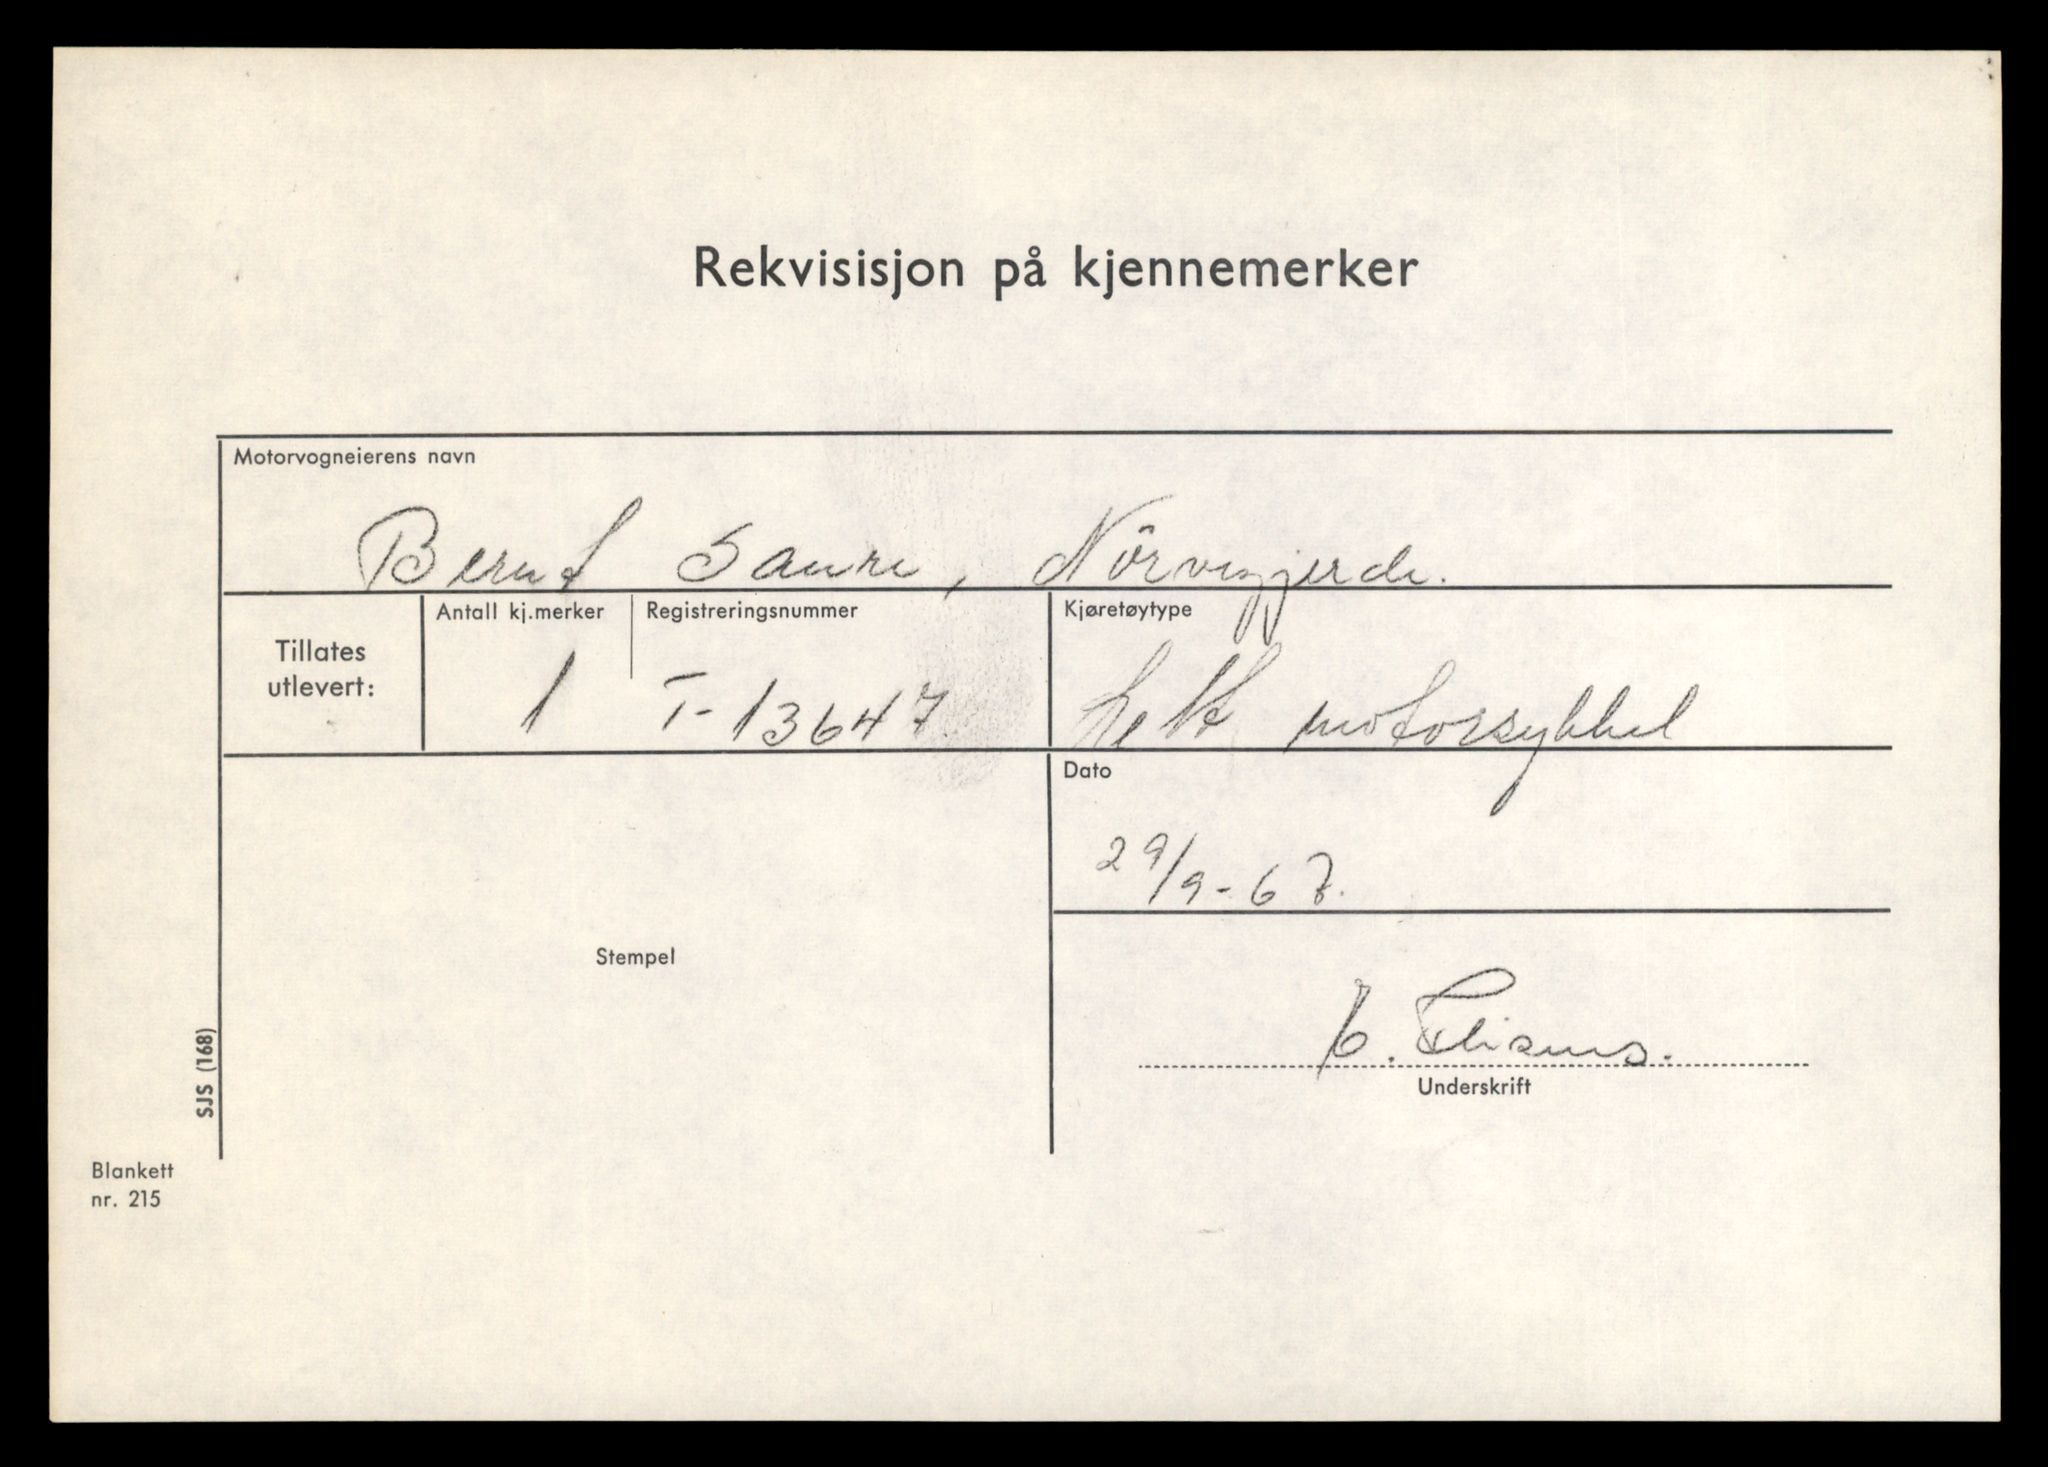 Rekvisisjon på kjennemerker
Motorvogneierens navn
Bernt Saure, Nörvegjerde.
Tillates utlevert:
Antall kj.merker
1
Registreringsnummer
T-13647
Kjøretøytype
Lett motorsykkel
Dato
29/9-67.
Stempel
Underskrift
SJS (168)
Blankett
nr. 215